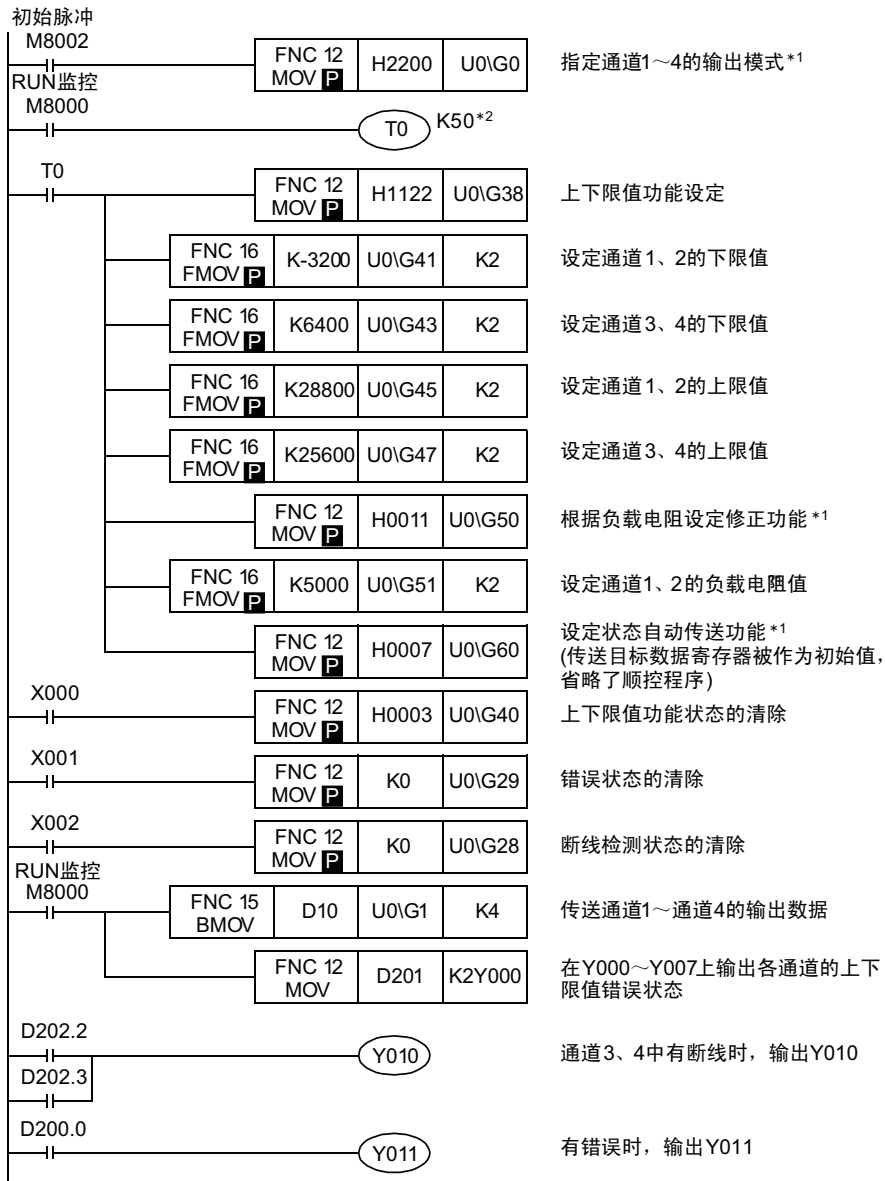 初始脉冲
M8002
FNC 12 MOV P H2200 U0\G0 指定通道1～4的输出模式*1
RUN监控
M8000
T0 K50*2
T0
FNC 12 MOV P H1122 U0\G38 上下限值功能设定
FNC 16 FMOV P K-3200 U0\G41 K2 设定通道1、2的下限值
FNC 16 FMOV P K6400 U0\G43 K2 设定通道3、4的下限值
FNC 16 FMOV P K28800 U0\G45 K2 设定通道1、2的上限值
FNC 16 FMOV P K25600 U0\G47 K2 设定通道3、4的上限值
FNC 12 MOV P H0011 U0\G50 根据负载电阻设定修正功能*1
FNC 16 FMOV P K5000 U0\G51 K2 设定通道1、2的负载电阻值
FNC 12 MOV P H0007 U0\G60 设定状态自动传送功能*1
(传送目标数据寄存器被作为初始值，
省略了顺控程序)
X000
FNC 12 MOV P H0003 U0\G40 上下限值功能状态的清除
X001
FNC 12 MOV P K0 U0\G29 错误状态的清除
X002
FNC 12 MOV P K0 U0\G28 断线检测状态的清除
RUN监控
M8000
FNC 15 BMOV D10 U0\G1 K4 传送通道1～通道4的输出数据
FNC 12 MOV D201 K2Y000 在Y000～Y007上输出各通道的上下
限值错误状态
D202.2
Y010 通道3、4中有断线时，输出Y010
D202.3
D200.0
Y011 有错误时，输出Y011